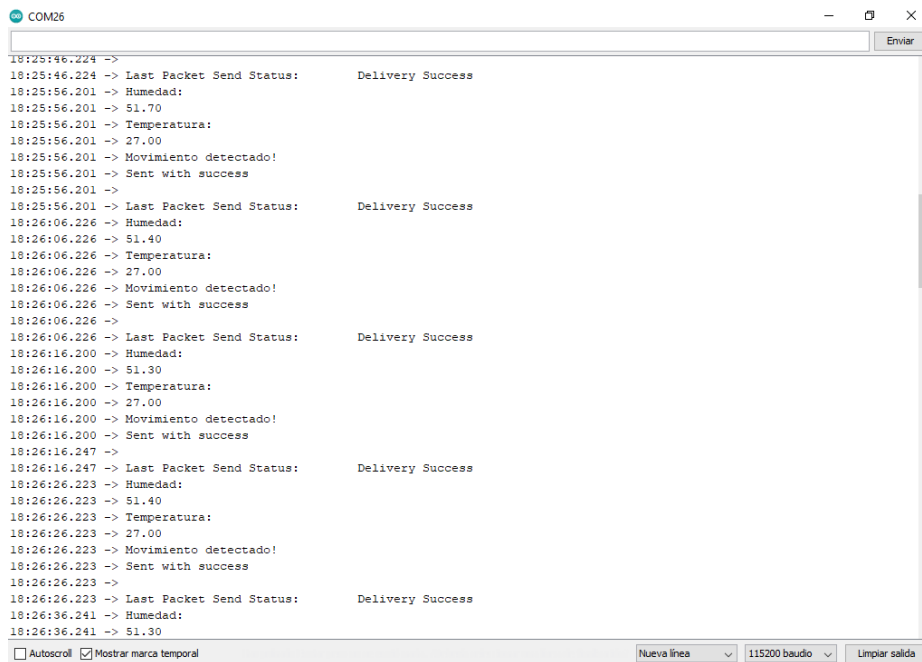 COM26
Enviar
18:25:46.224 ->
18:25:46.224 -> Last Packet Send Status:        Delivery Success
18:25:56.201 -> Humedad:
18:25:56.201 -> 51.70
18:25:56.201 -> Temperatura:
18:25:56.201 -> 27.00
18:25:56.201 -> Movimiento detectado!
18:25:56.201 -> Sent with success
18:25:56.201 ->
18:25:56.201 -> Last Packet Send Status:        Delivery Success
18:26:06.226 -> Humedad:
18:26:06.226 -> 51.40
18:26:06.226 -> Temperatura:
18:26:06.226 -> 27.00
18:26:06.226 -> Movimiento detectado!
18:26:06.226 -> Sent with success
18:26:06.226 ->
18:26:06.226 -> Last Packet Send Status:        Delivery Success
18:26:16.200 -> Humedad:
18:26:16.200 -> 51.30
18:26:16.200 -> Temperatura:
18:26:16.200 -> 27.00
18:26:16.200 -> Movimiento detectado!
18:26:16.200 -> Sent with success
18:26:16.247 ->
18:26:16.247 -> Last Packet Send Status:        Delivery Success
18:26:26.223 -> Humedad:
18:26:26.223 -> 51.40
18:26:26.223 -> Temperatura:
18:26:26.223 -> 27.00
18:26:26.223 -> Movimiento detectado!
18:26:26.223 -> Sent with success
18:26:26.223 ->
18:26:26.223 -> Last Packet Send Status:        Delivery Success
18:26:36.241 -> Humedad:
18:26:36.241 -> 51.30
Autoscroll Mostrar marca temporal Nueva línea 115200 baudio Limpiar salida